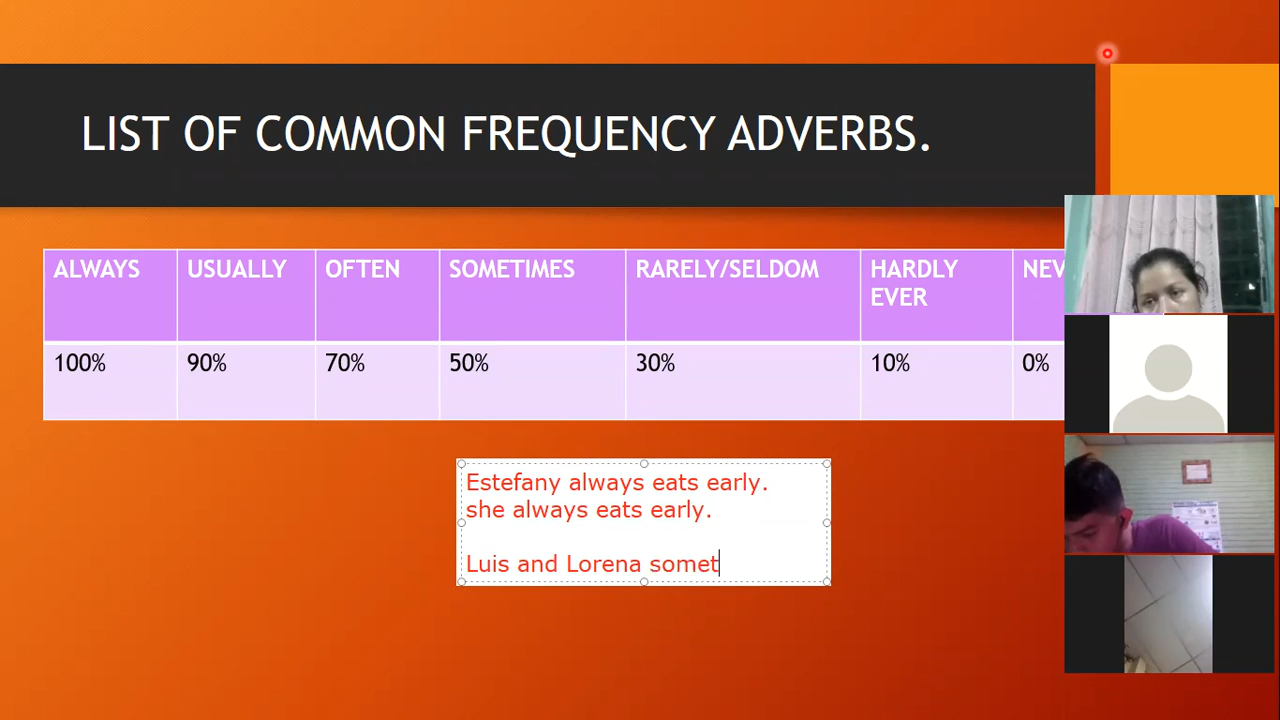 LIST OF COMMON FREQUENCY ADVERBS.
ALWAYS USUALLY OFTEN SOMETIMES RARELY/SELDOM HARDLY EVER NEV
100% 90% 70% 50% 30% 10% 0%
Estefany always eats early.
she always eats early.
Luis and Lorena somet